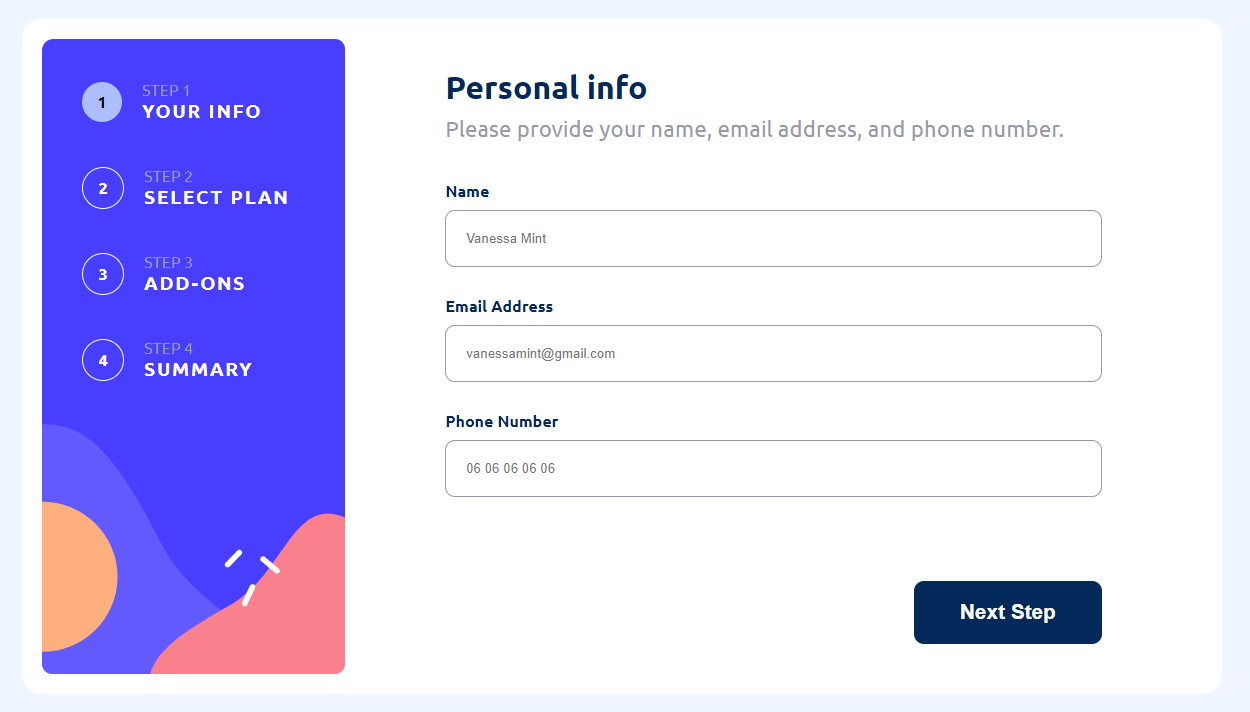 1
STEP 1
YOUR INFO
2
STEP 2
SELECT PLAN
3
STEP 3
ADD-ONS
4
STEP 4
SUMMARY
Personal info
Please provide your name, email address, and phone number.
Name
Vanessa Mint
Email Address
vanessamint@gmail.com
Phone Number
06 06 06 06 06
Next Step